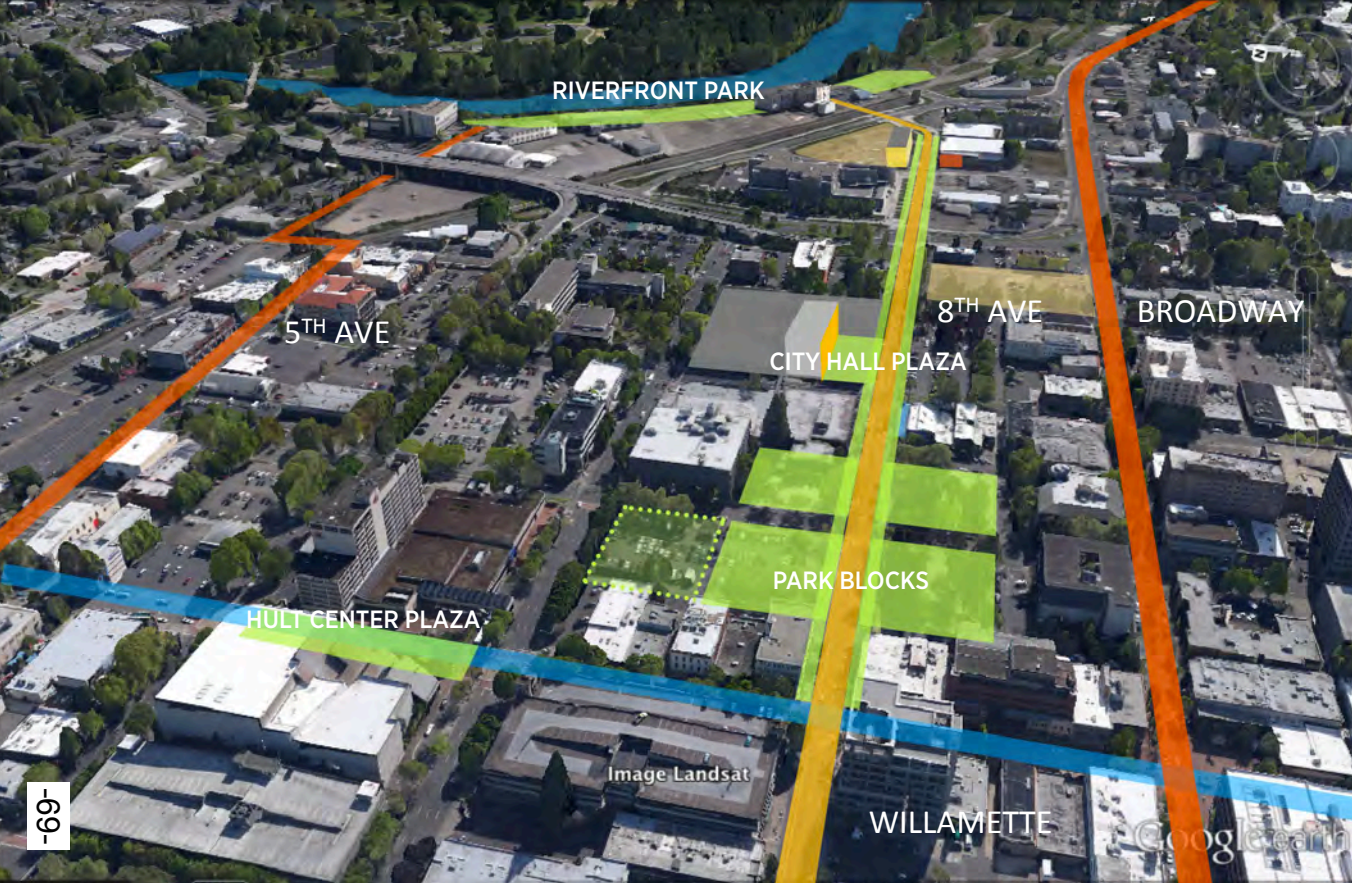 RIVERFRONT PARK
N
5TH AVE
8TH AVE
BROADWAY
CITY HALL PLAZA
PARK BLOCKS
HULT CENTER PLAZA
Image Landsat
WILLAMETTE
Google earth
-69-